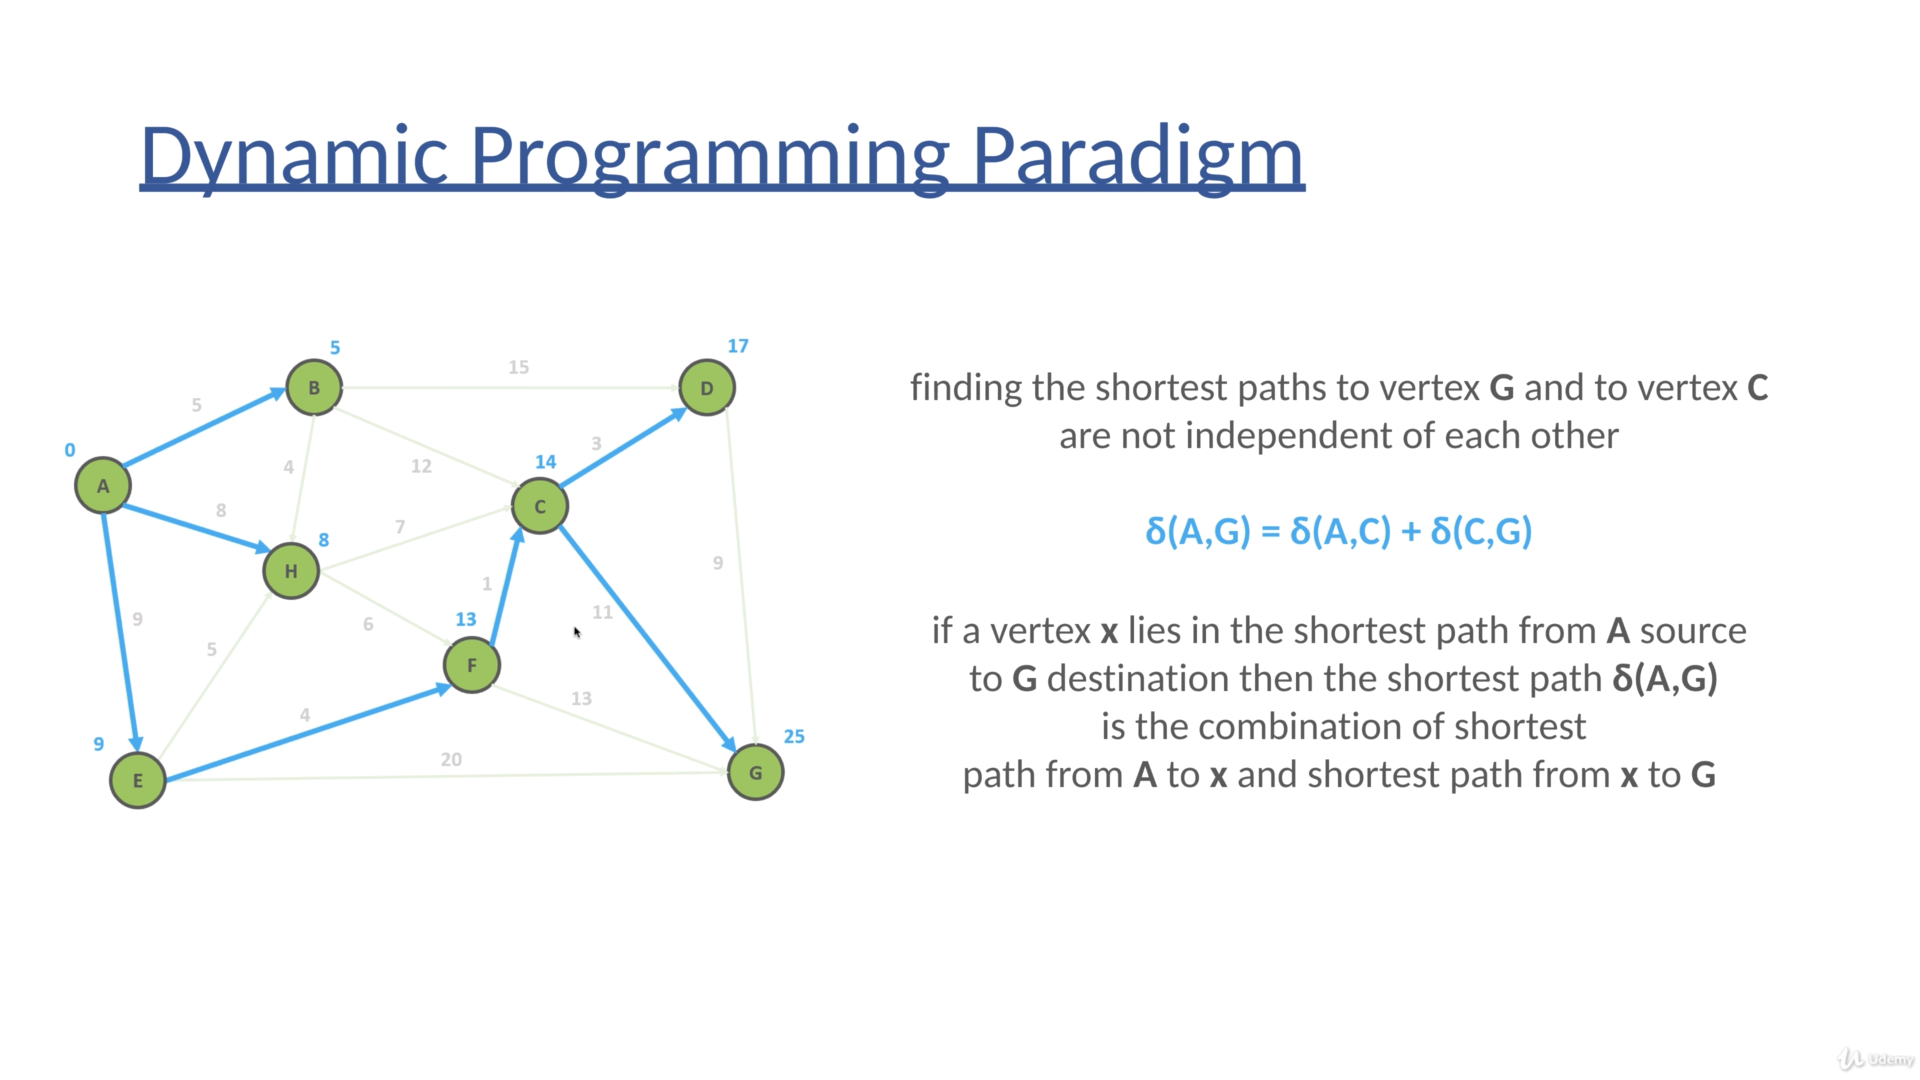 Dynamic Programming Paradigm
5
17
B
15
D
5
0
3
4
12
14
A
8
C
7
8
H
1
9
9
13
11
6
5
F
13
4
9
25
20
E
G
finding the shortest paths to vertex G and to vertex C
are not independent of each other
δ(A,G) = δ(A,C) + δ(C,G)
if a vertex x lies in the shortest path from A source
to G destination then the shortest path δ(A,G)
is the combination of shortest
path from A to x and shortest path from x to G
Udemy